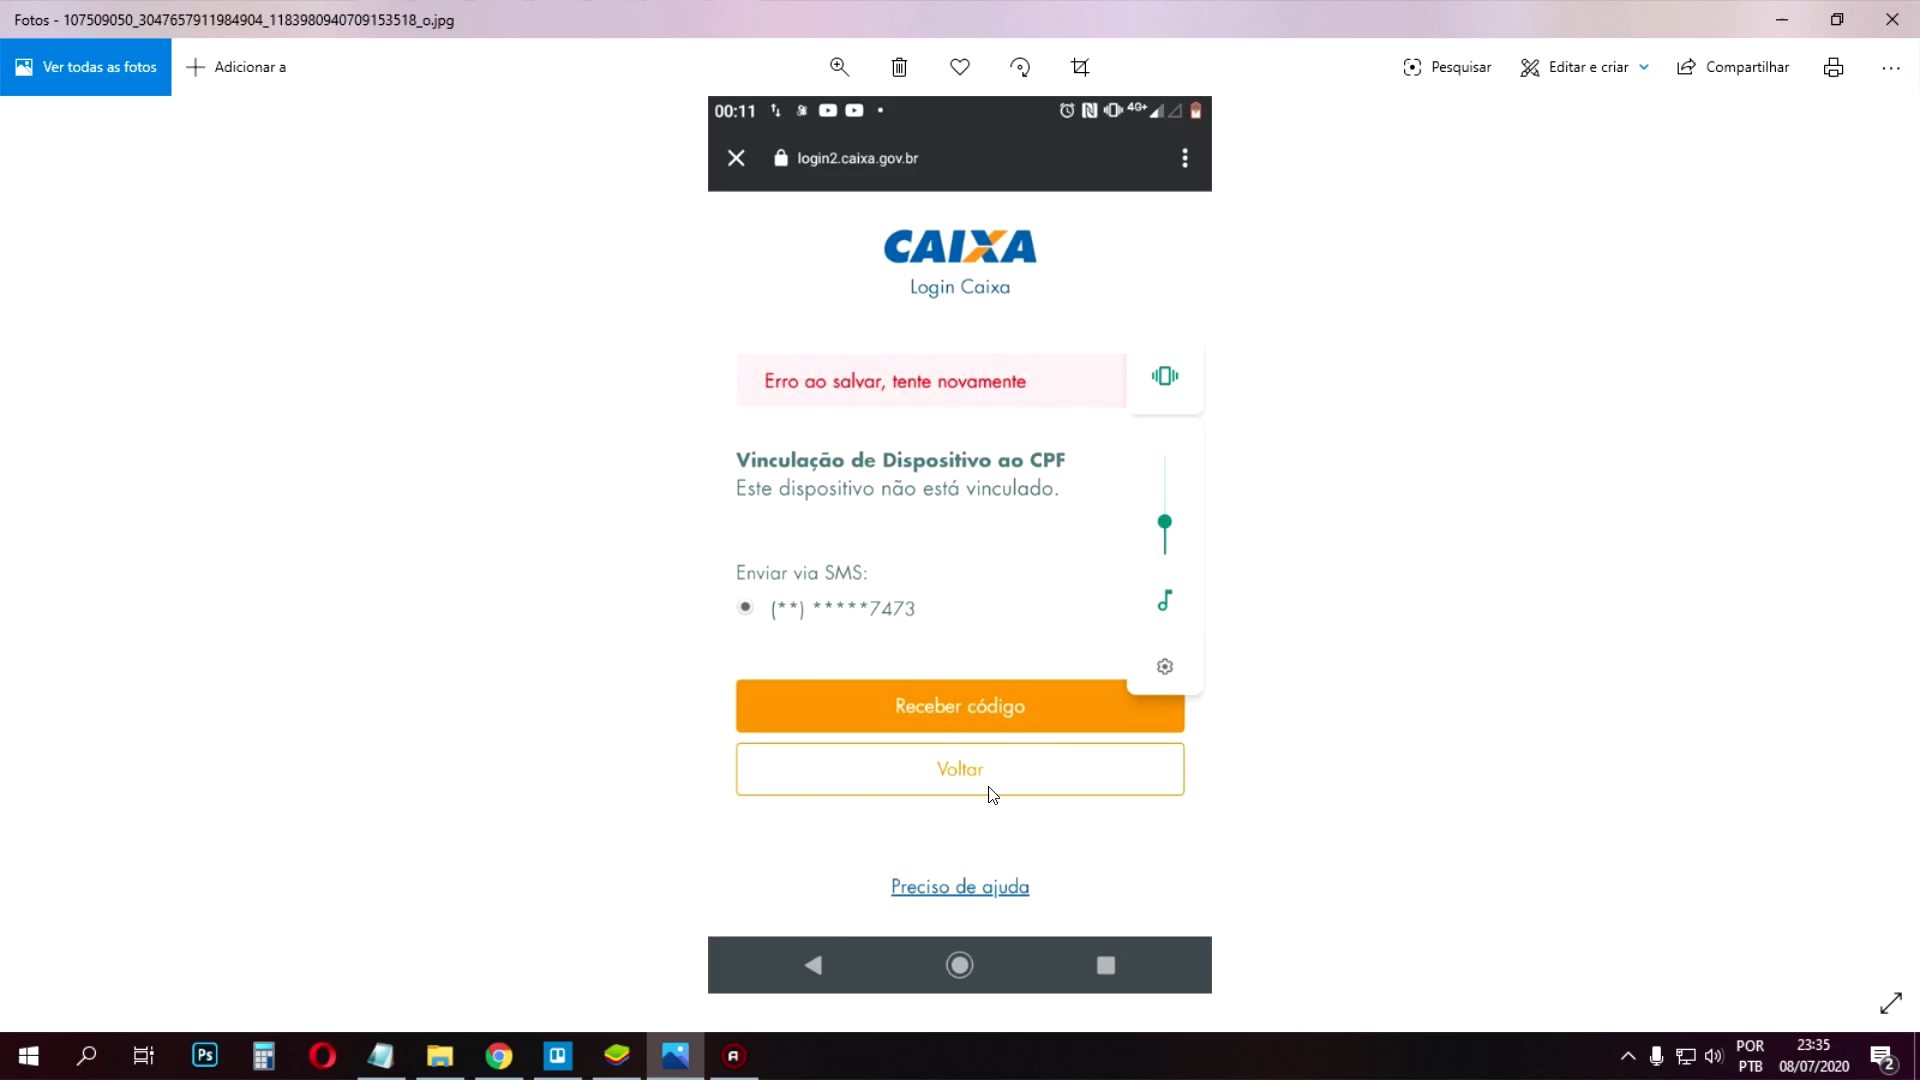 Fotos - 107509050_3047657911984904_1183980940709153518_o.jpg
Ver todas as fotos
Adicionar a
Pesquisar
Editar e criar
Compartilhar
00:11
4G+
login2.caixa.gov.br
CAIXA
Login Caixa
Erro ao salvar, tente novamente
Vinculação de Dispositivo ao CPF
Este dispositivo não está vinculado.
Enviar via SMS:
(**) *****7473
Receber código
Voltar
Preciso de ajuda
Ps
POR
PTB
23:35
08/07/2020
2